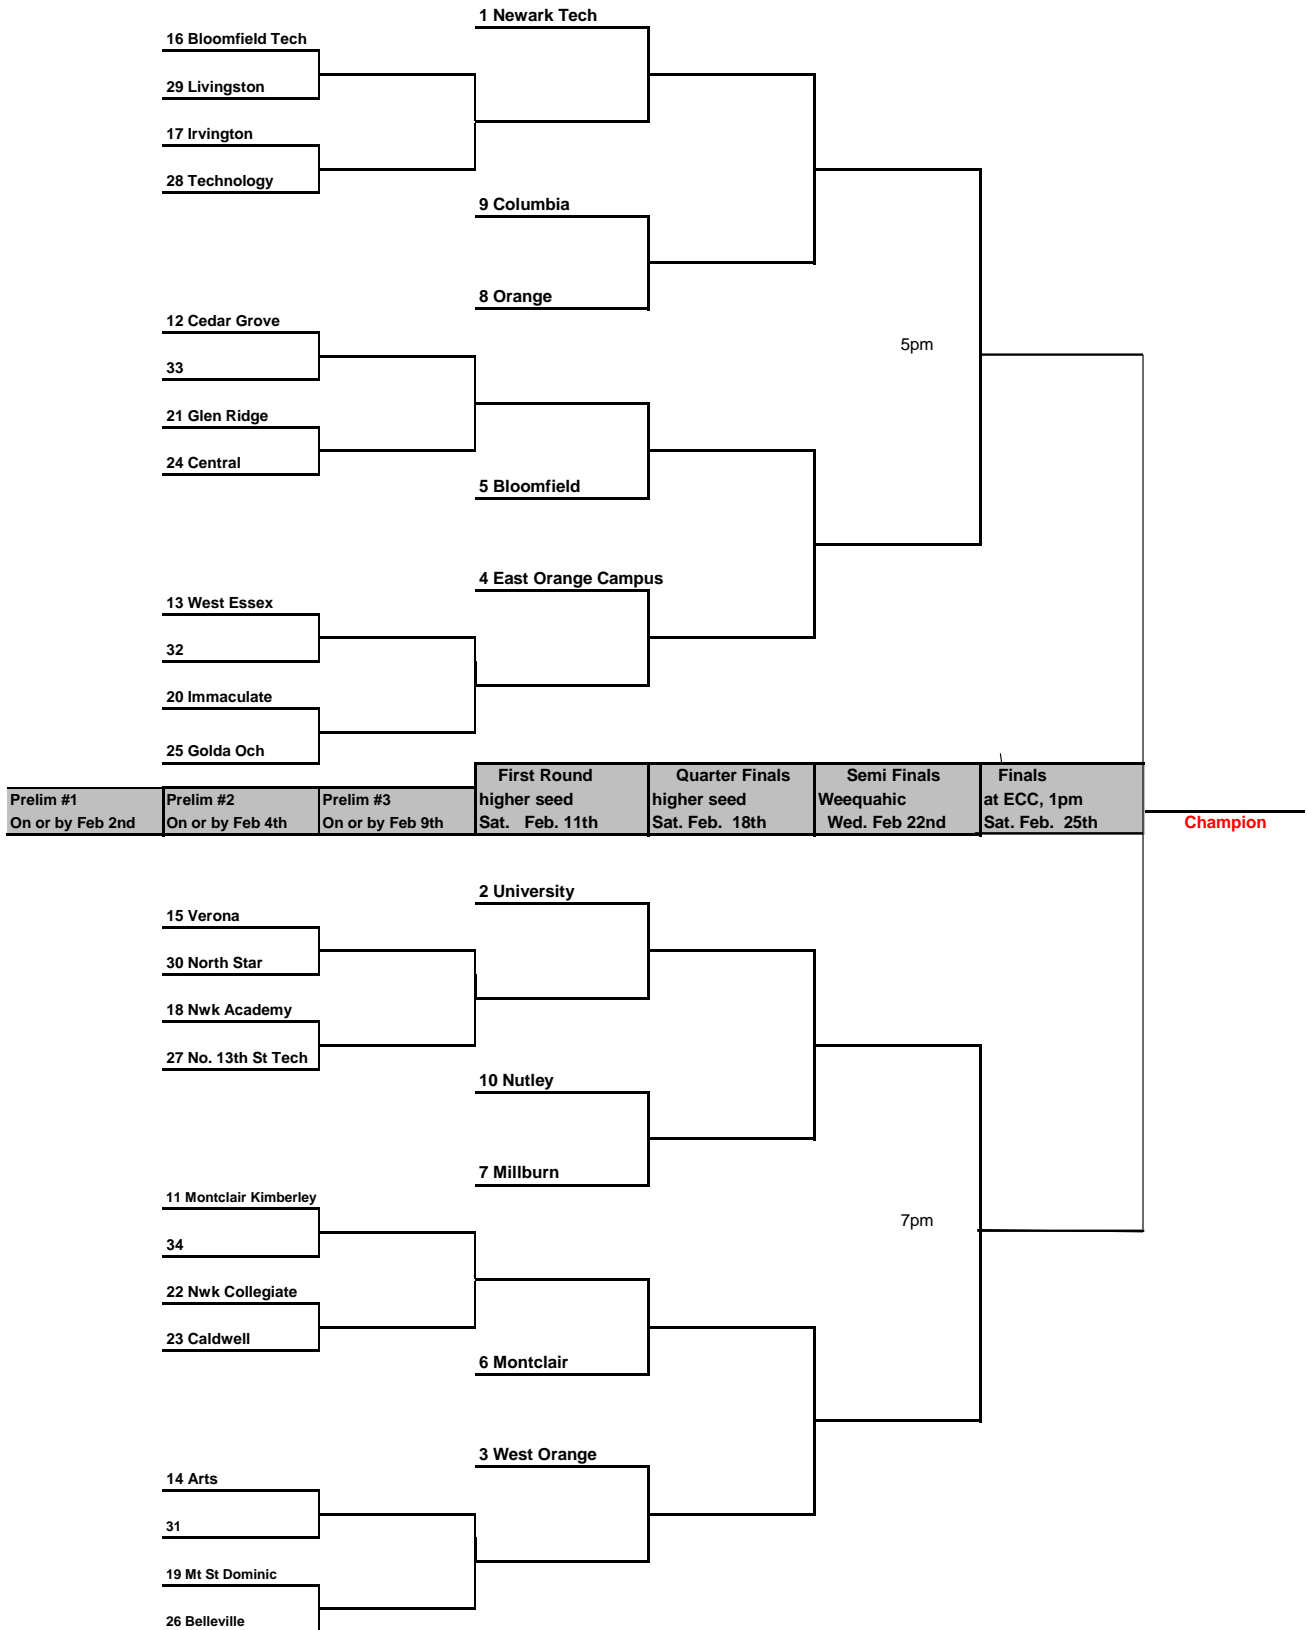 1 Newark Tech
16 Bloomfield Tech
29 Livingston
17 Irvington
28 Technology
9 Columbia
8 Orange
12 Cedar Grove
5pm
33
21 Glen Ridge
24 Central
5 Bloomfield
4 East Orange Campus
13 West Essex
32
20 Immaculate
25 Golda Och
First Round Quarter Finals Semi Finals Finals
Prelim #1 Prelim #2 Prelim #3 higher seed higher seed Weequahic at ECC, 1pm
On or by Feb 2nd On or by Feb 4th On or by Feb 9th Sat. Feb. 11th Sat. Feb. 18th Wed. Feb 22nd Sat. Feb. 25th Champion
2 University
15 Verona
30 North Star
18 Nwk Academy
27 No. 13th St Tech
10 Nutley
7 Millburn
11 Montclair Kimberley
7pm
34
22 Nwk Collegiate
23 Caldwell
6 Montclair
3 West Orange
14 Arts
31
19 Mt St Dominic
26 Belleville